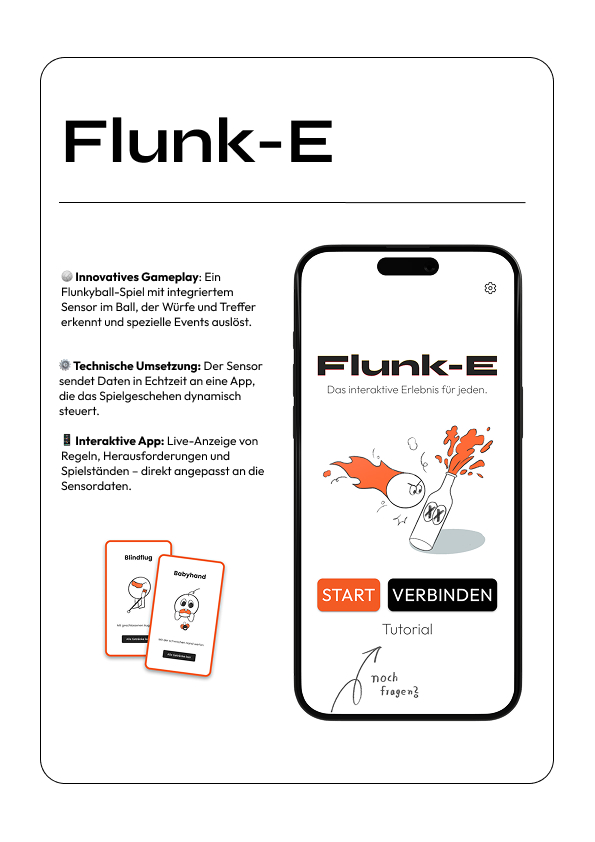 Flunk-E
Innovatives Gameplay: Ein
Flunkyball-Spiel mit integriertem
Sensor im Ball, der Würfe und Treffer
erkennt und spezielle Events auslöst.
Technische Umsetzung: Der Sensor
sendet Daten in Echtzeit an eine App,
die das Spielgeschehen dynamisch
steuert.
Interaktive App: Live-Anzeige von
Regeln, Herausforderungen und
Spielständen – direkt angepasst an die
Sensordaten.
Blindflug
Babyhand
Flunk-E
Das interaktive Erlebnis für jeden.
START
VERBINDEN
Tutorial
noch
fragen?